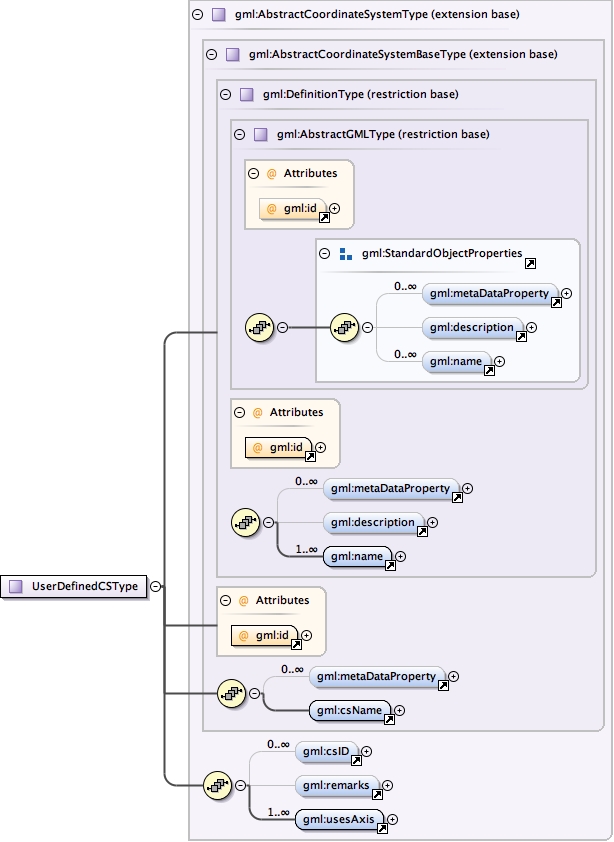 gml:AbstractCoordinateSystemType (extension base)
gml:AbstractCoordinateSystemBaseType (extension base)
gml:DefinitionType (restriction base)
gml:AbstractGMLType (restriction base)
@ Attributes
@ gml:id
gml:StandardObjectProperties
0..∞ gml:metaDataProperty
gml:description
0..∞ gml:name
@ Attributes
@ gml:id
0..∞ gml:metaDataProperty
gml:description
1..∞ gml:name
UserDefinedCSType
@ Attributes
@ gml:id
0..∞ gml:metaDataProperty
gml:csName
0..∞ gml:csID
gml:remarks
1..∞ gml:usesAxis